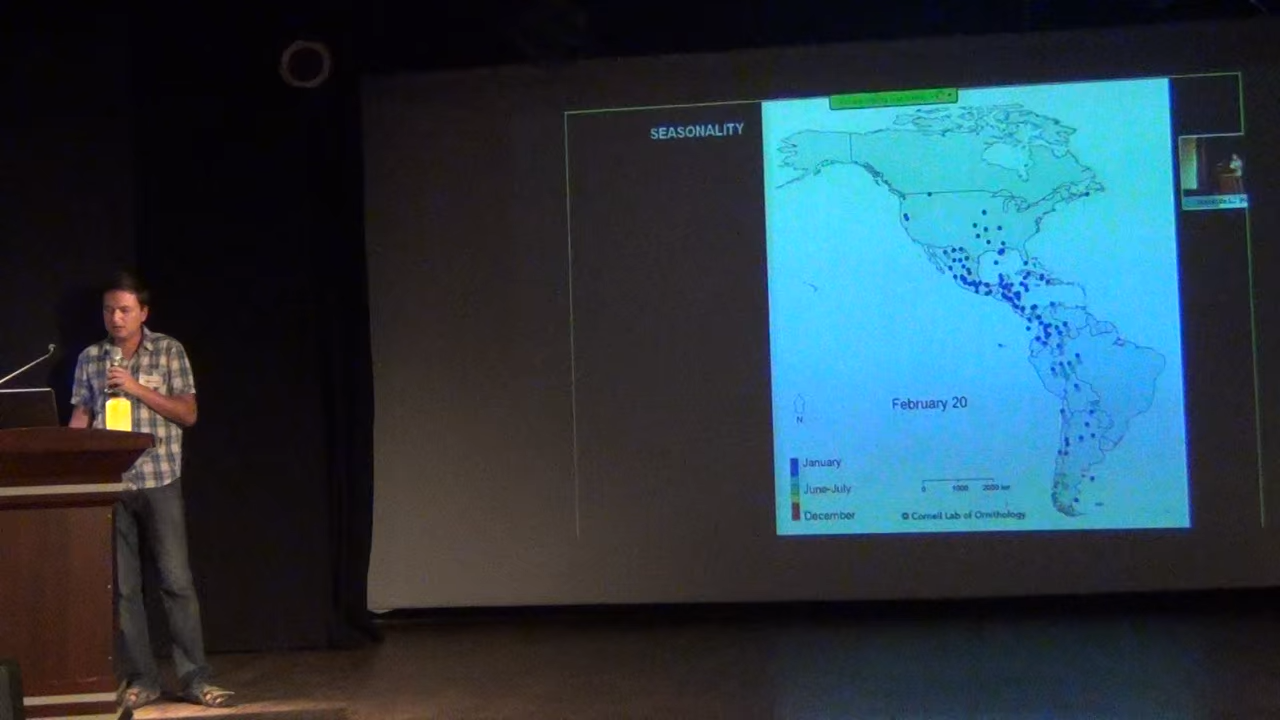 SEASONALITY
February 20
N
January
June-July
December
0 1000 2000 km
© Cornell Lab of Ornithology